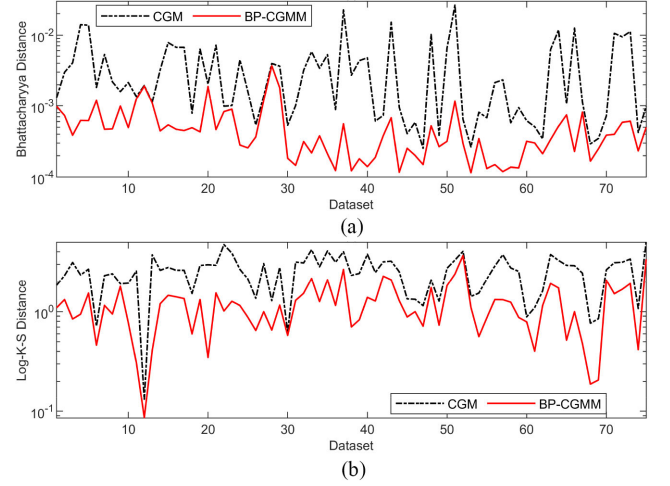 (a)
CGM BP-CGMM
Bhattacharyya Distance
10^-2
10^-3
10^-4
10 20 30 40 50 60 70
Dataset
(a)
Log-K-S Distance
10^0
10^-1
CGM BP-CGMM
10 20 30 40 50 60 70
Dataset
(b)